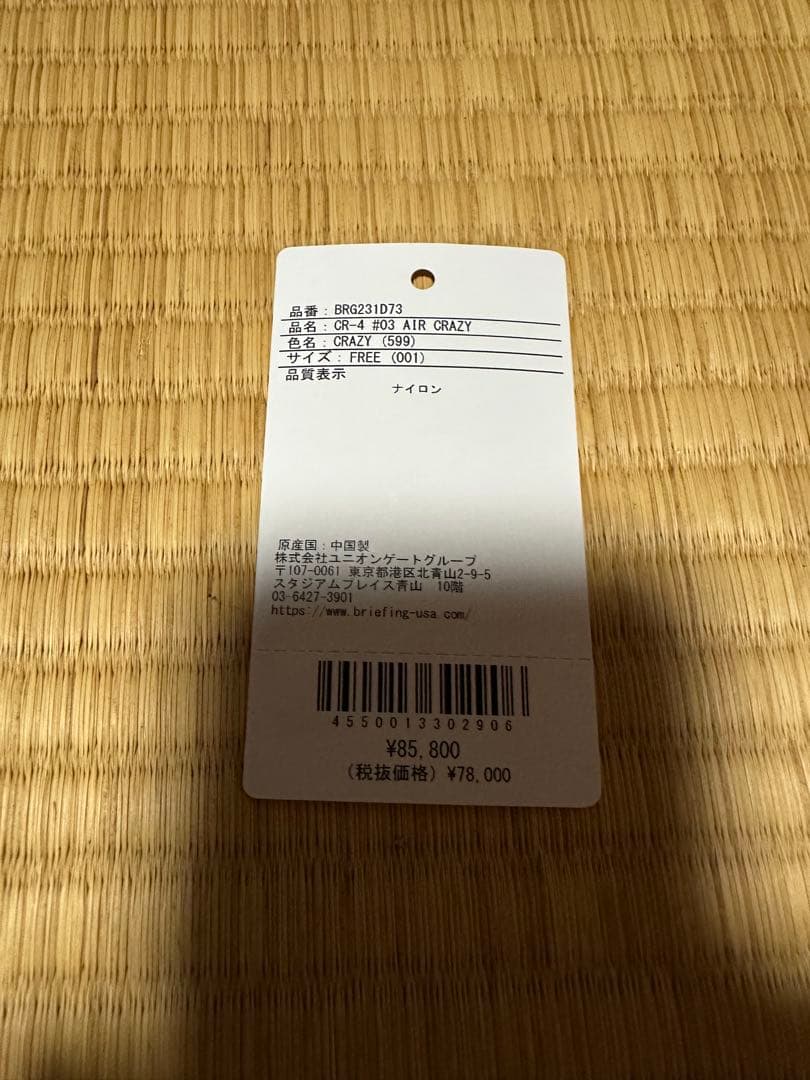 品番：BRG231D73
品名：CR-4 #03 AIR CRAZY
色名：CRAZY (599)
サイズ：FREE (001)
品質表示
ナイロン
原産国：中国製
株式会社ユニオンゲートグループ
〒107-0061 東京都港区北青山2-9-5
スタジアムプレイス青山 10階
03-6427-3901
https://www.briefing-usa.com/
4550013302906
¥85,800
(税抜価格) ¥78,000